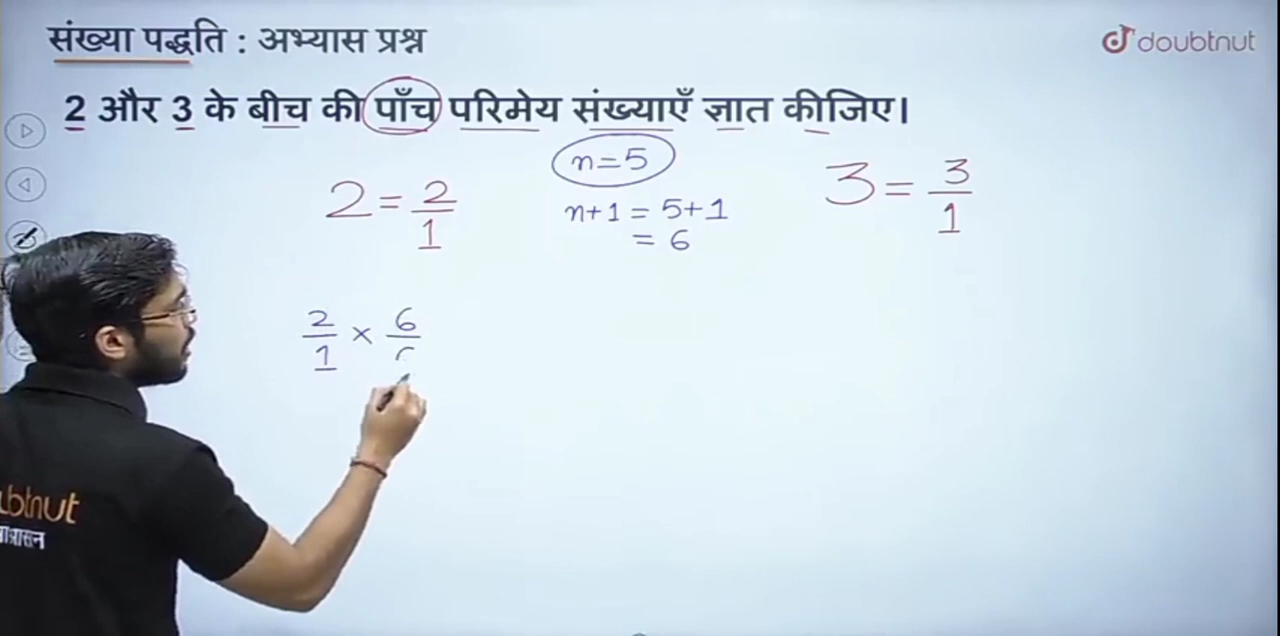 संख्या पद्धति : अभ्यास प्रश्न
doubtnut
2 और 3 के बीच की पाँच परिमेय संख्याएँ ज्ञात कीजिए।
n=5
2 = 2/1
3 = 3/1
n+1 = 5+1
= 6
2/1 × 6/
ubtnut